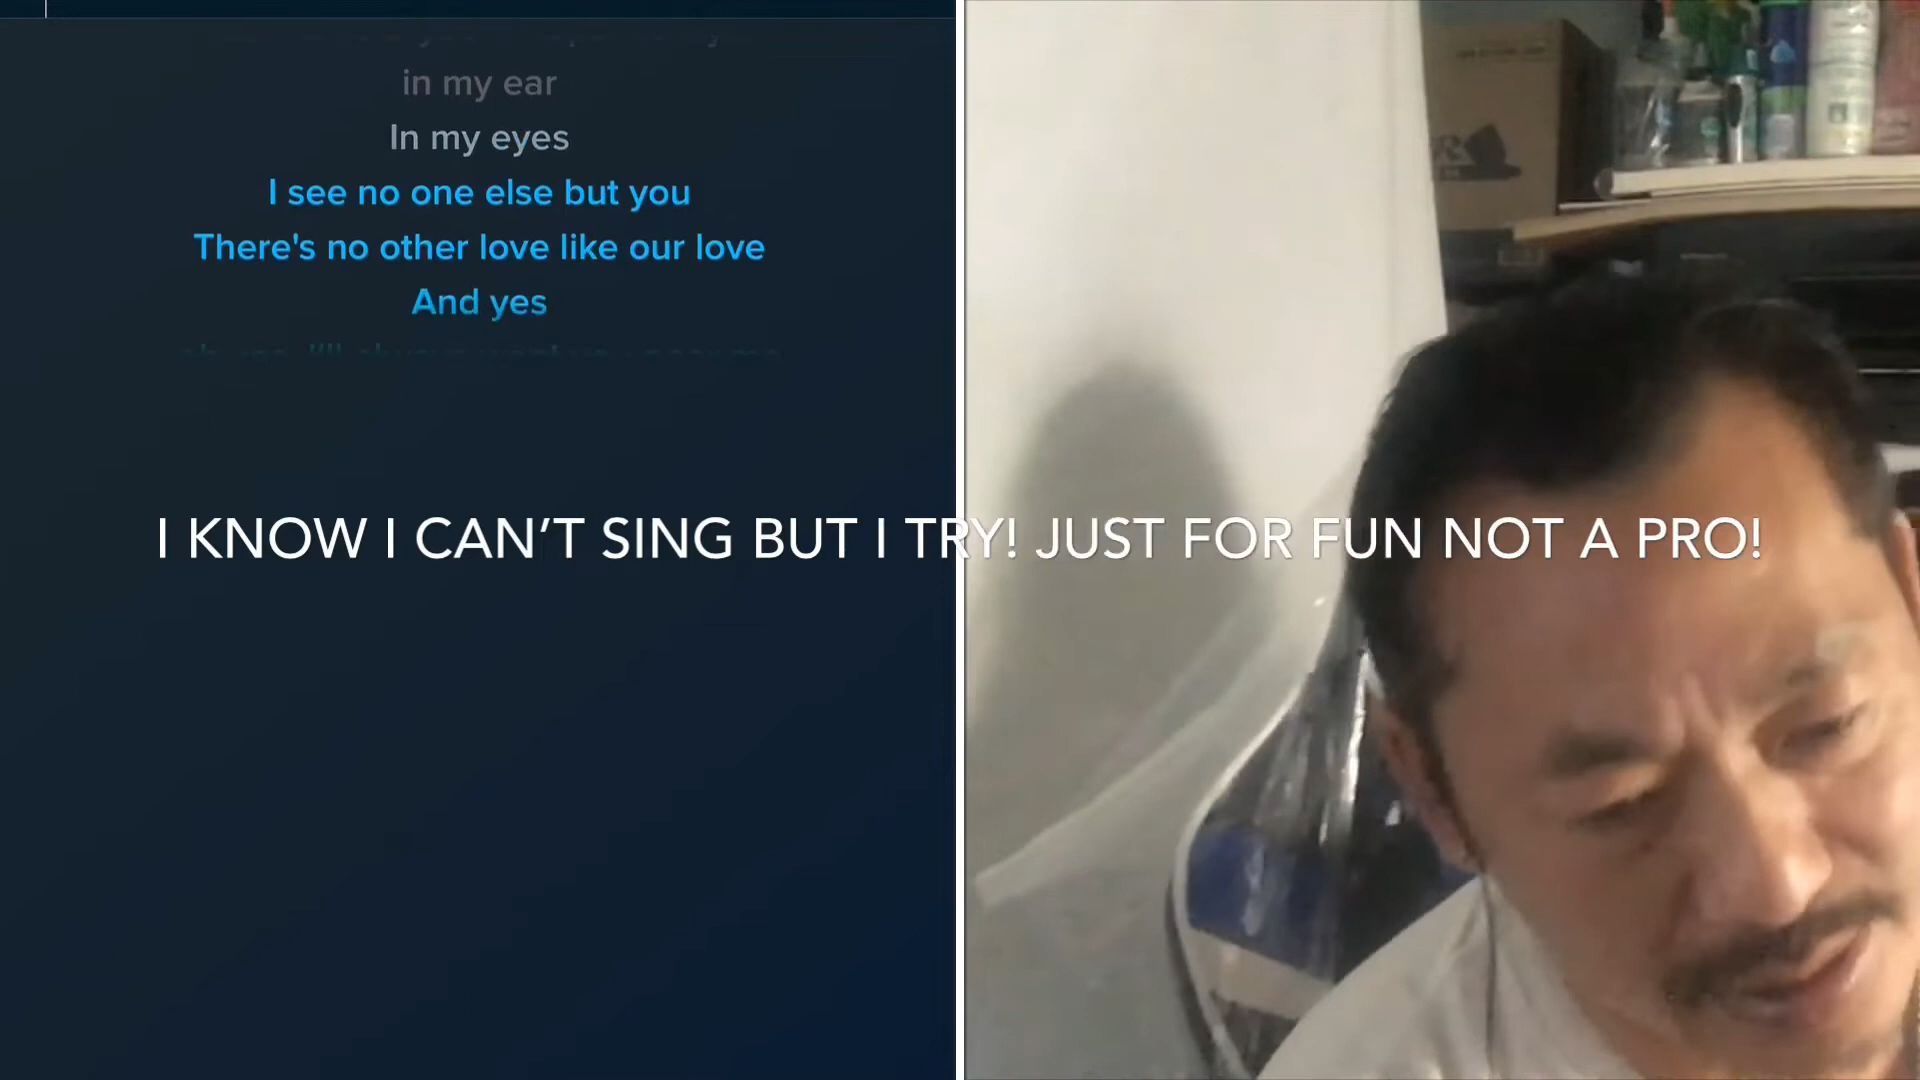 in my ear
In my eyes
I see no one else but you
There's no other love like our love
And yes
I KNOW I CAN'T SING BUT I TRY! JUST FOR FUN NOT A PRO!